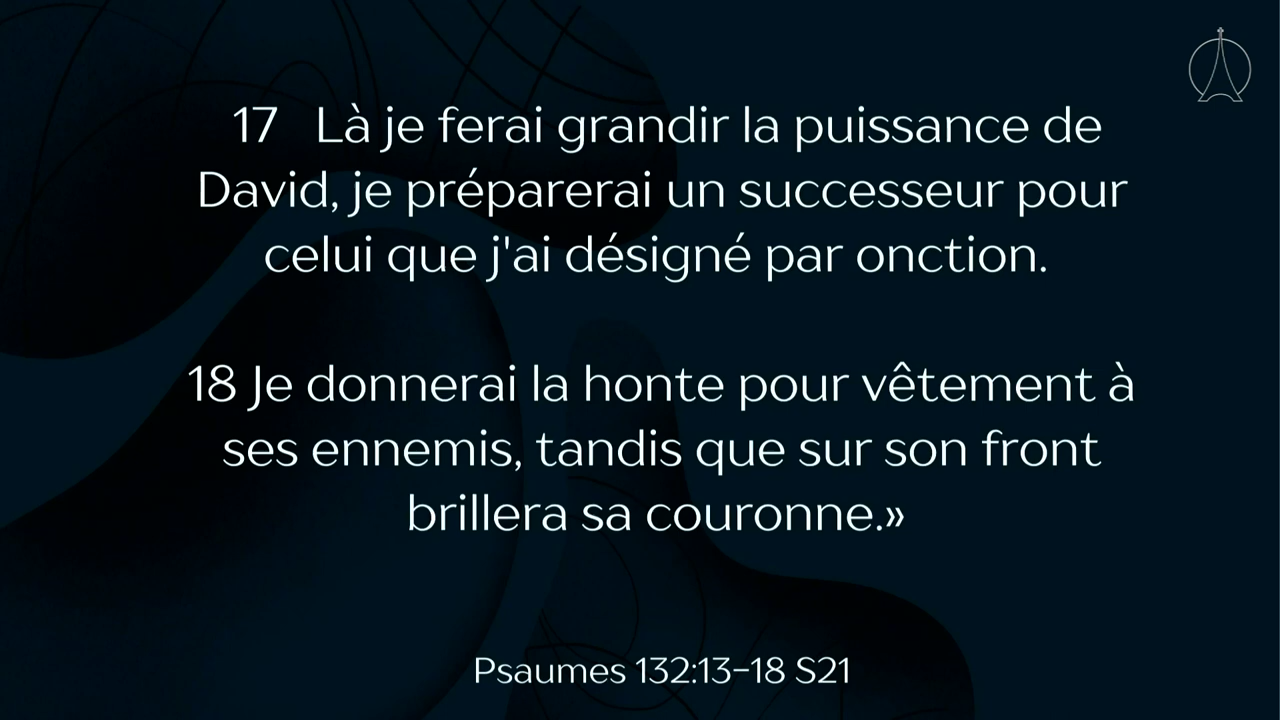 17 Là je ferai grandir la puissance de
David, je préparerai un successeur pour
celui que j'ai désigné par onction.
18 Je donnerai la honte pour vêtement à
ses ennemis, tandis que sur son front
brillera sa couronne.»
Psaumes 132:13-18 S21